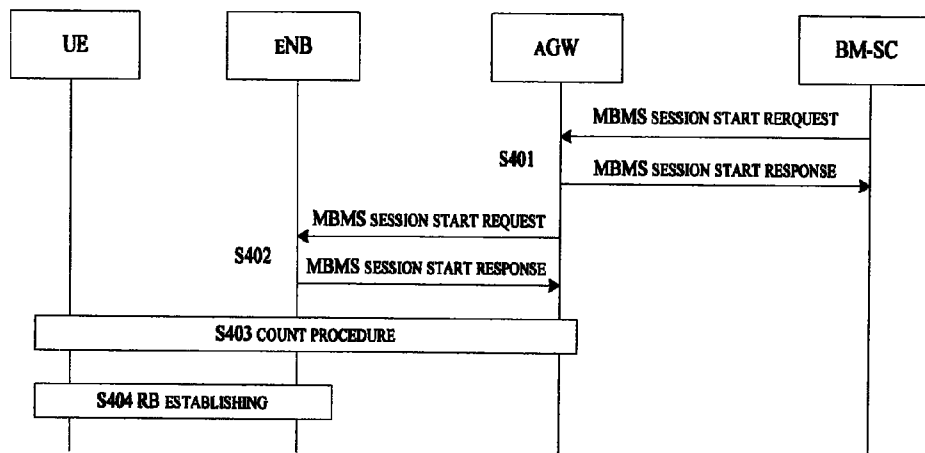 UE
eNB
aGW
BM-SC
MBMS SESSION START RERQUEST
S401
MBMS SESSION START RESPONSE
MBMS SESSION START REQUEST
S402
MBMS SESSION START RESPONSE
S403 COUNT PROCEDURE
S404 RB ESTABLISHING